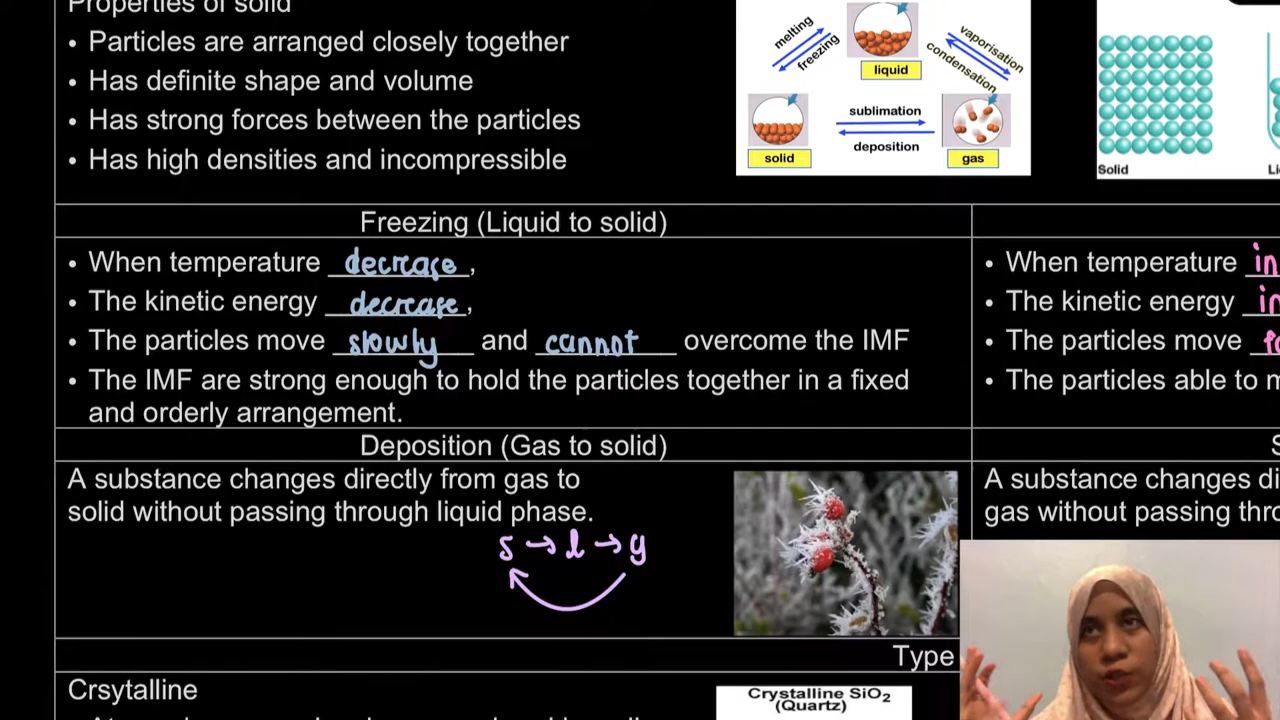 Properties of solid
• Particles are arranged closely together
• Has definite shape and volume
• Has strong forces between the particles
• Has high densities and incompressible
melting
freezing
liquid
vaporisation
condensation
sublimation
deposition
solid
gas
Solid
Li
Freezing (Liquid to solid)
• When temperature decrease,
• The kinetic energy decrease,
• The particles move slowly and cannot overcome the IMF
• The IMF are strong enough to hold the particles together in a fixed
and orderly arrangement.
• When temperature in
• The kinetic energy in
• The particles move
• The particles able to m
Deposition (Gas to solid)
S
A substance changes directly from gas to
solid without passing through liquid phase.
s → l → g
A substance changes di
gas without passing thro
Type
Crsytalline
Crystalline SiO2
(Quartz)